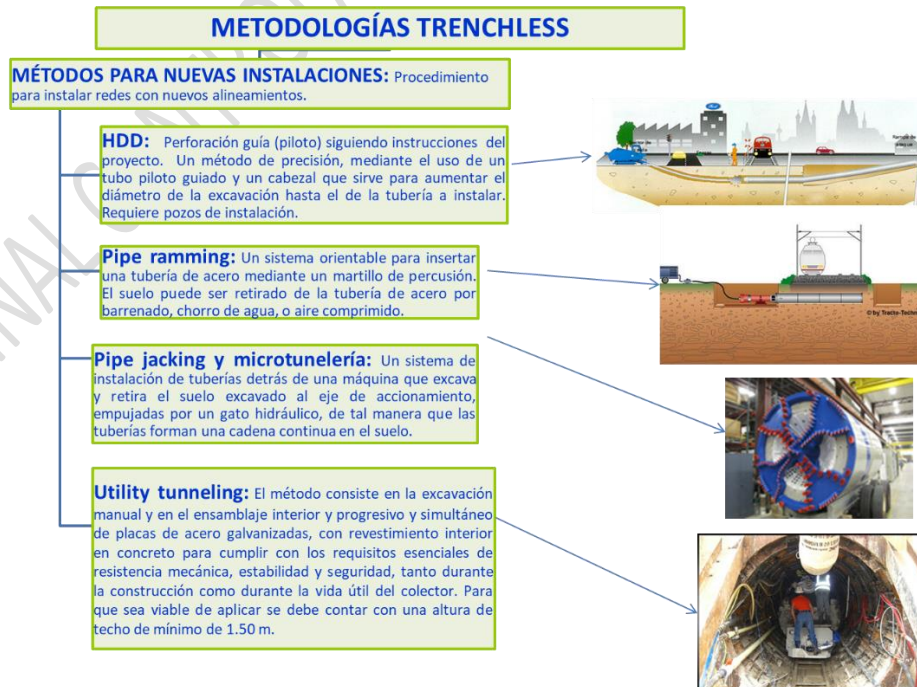 METODOLOGÍAS TRENCHLESS
MÉTODOS PARA NUEVAS INSTALACIONES: Procedimiento
para instalar redes con nuevos alineamientos.
HDD: Perforación guía (piloto) siguiendo instrucciones del
proyecto. Un método de precisión, mediante el uso de un
tubo piloto guiado y un cabezal que sirve para aumentar el
diámetro de la excavación hasta el de la tubería a instalar.
Requiere pozos de instalación.
Pipe ramming: Un sistema orientable para insertar
una tubería de acero mediante un martillo de percusión.
El suelo puede ser retirado de la tubería de acero por
barrenado, chorro de agua, o aire comprimido.
© by Tracto-Techn
Pipe jacking y microtunelería: Un sistema de
instalación de tuberías detrás de una máquina que excava
y retira el suelo excavado al eje de accionamiento,
empujadas por un gato hidráulico, de tal manera que las
tuberías forman una cadena continua en el suelo.
Utility tunneling: El método consiste en la excavación
manual y en el ensamblaje interior y progresivo y simultáneo
de placas de acero galvanizadas, con revestimiento interior
en concreto para cumplir con los requisitos esenciales de
resistencia mecánica, estabilidad y seguridad, tanto durante
la construcción como durante la vida útil del colector. Para
que sea viable de aplicar se debe contar con una altura de
techo de mínimo de 1.50 m.